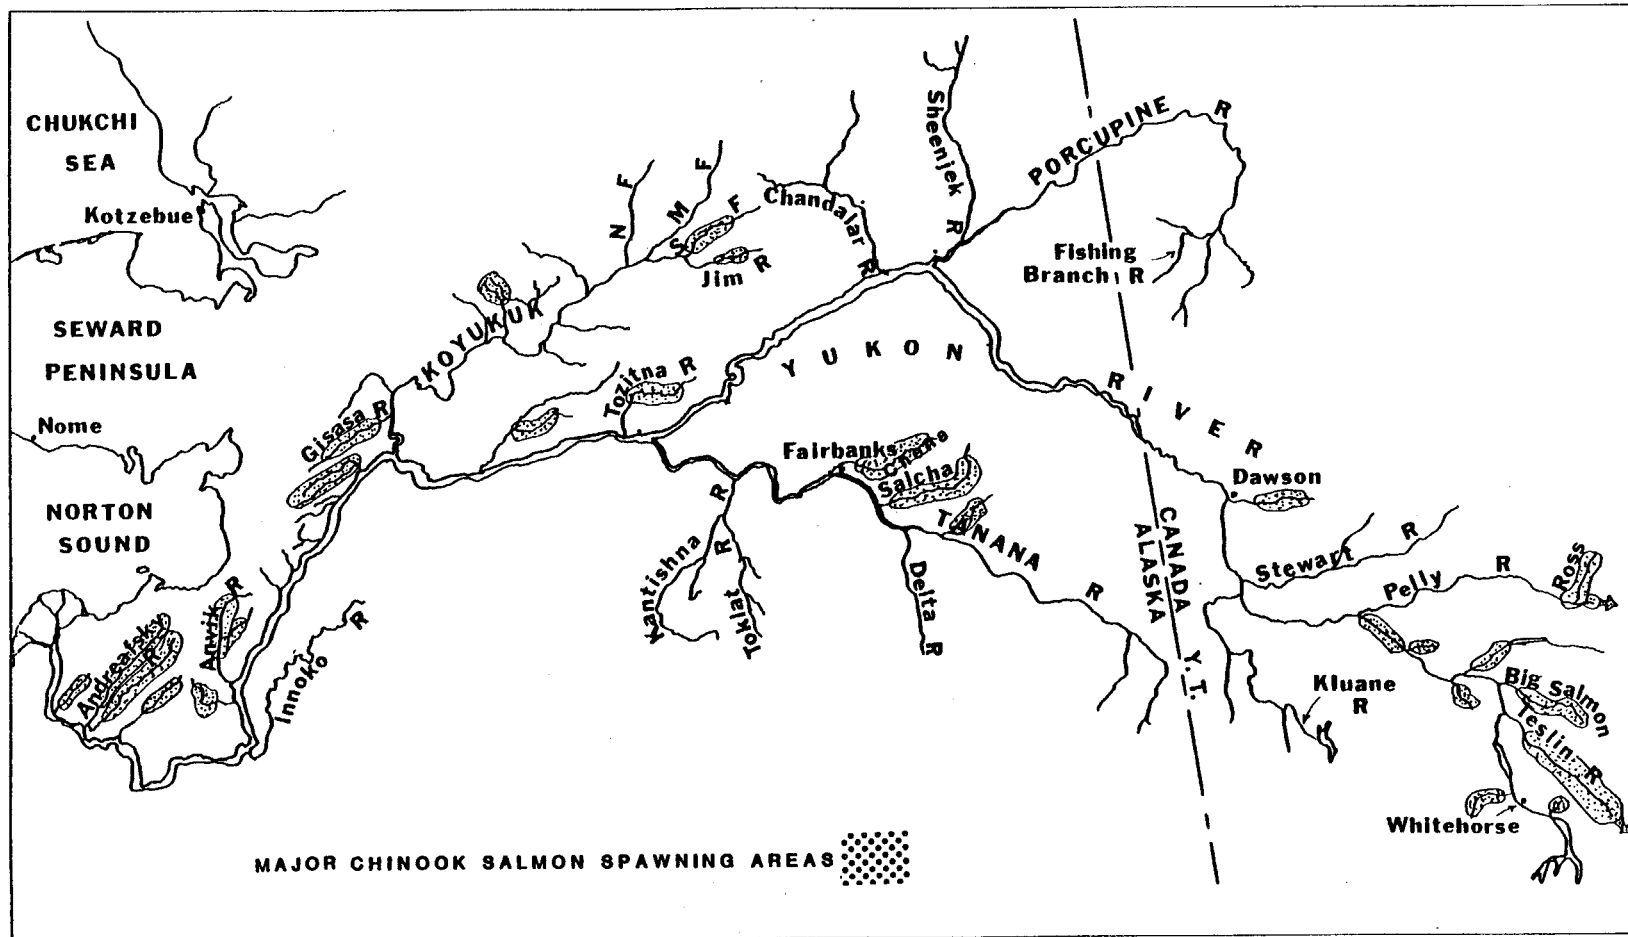 CHUKCHI
SEA
Kotzebue
SEWARD
PENINSULA
Nome
NORTON
SOUND
Andreafsky
R
Anvik R
Innoko R
Gisasa R
KOYUKUK
N F
M F
S F
Jim R
Chandalar
R
Sheenjek R
PORCUPINE R
Fishing
Branch R
Tozitna R
YUKON
RIVER
Fairbanks
Chena
Salcha
TANANA R
Kantishna R
Toklat R
Delta R
CANADA
ALASKA
Y.T.
Dawson
Stewart R
Pelly R
Ross
Kluane
R
Big Salmon
Teslin R
Whitehorse
MAJOR CHINOOK SALMON SPAWNING AREAS